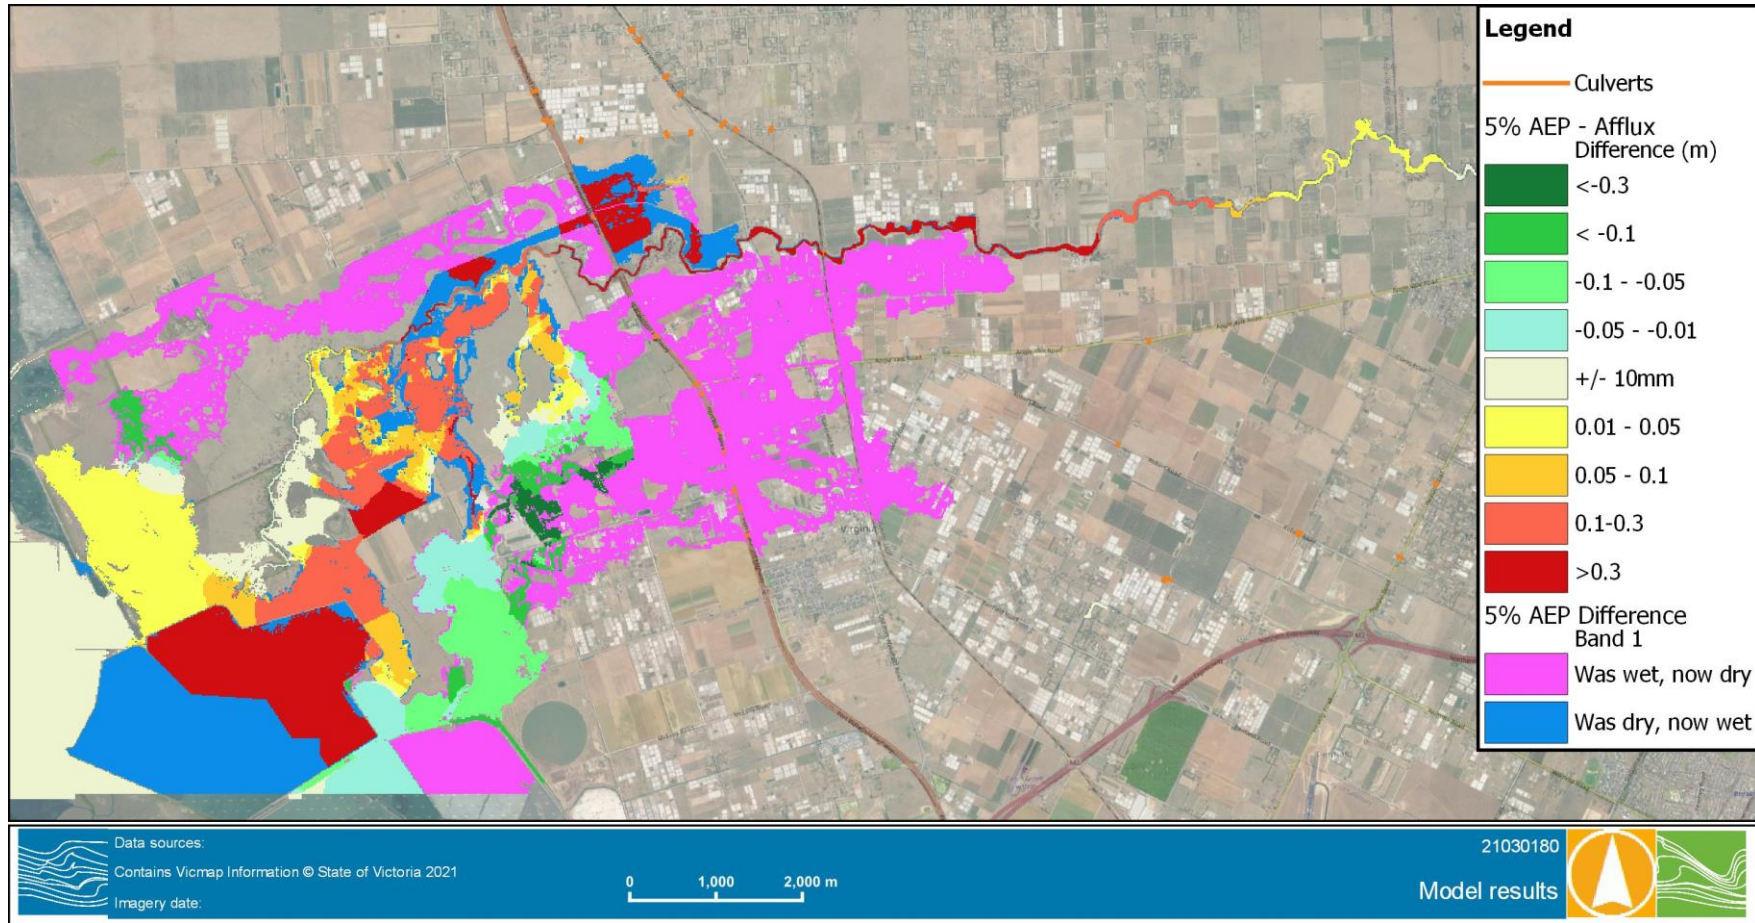 Legend
Culverts
5% AEP - Afflux
Difference (m)
<-0.3
< -0.1
-0.1 - -0.05
-0.05 - -0.01
+/- 10mm
0.01 - 0.05
0.05 - 0.1
0.1-0.3
>0.3
5% AEP Difference
Band 1
Was wet, now dry
Was dry, now wet
Virginia
Data sources:
Contains Vicmap Information © State of Victoria 2021
Imagery date:
0 1,000 2,000 m
21030180
Model results